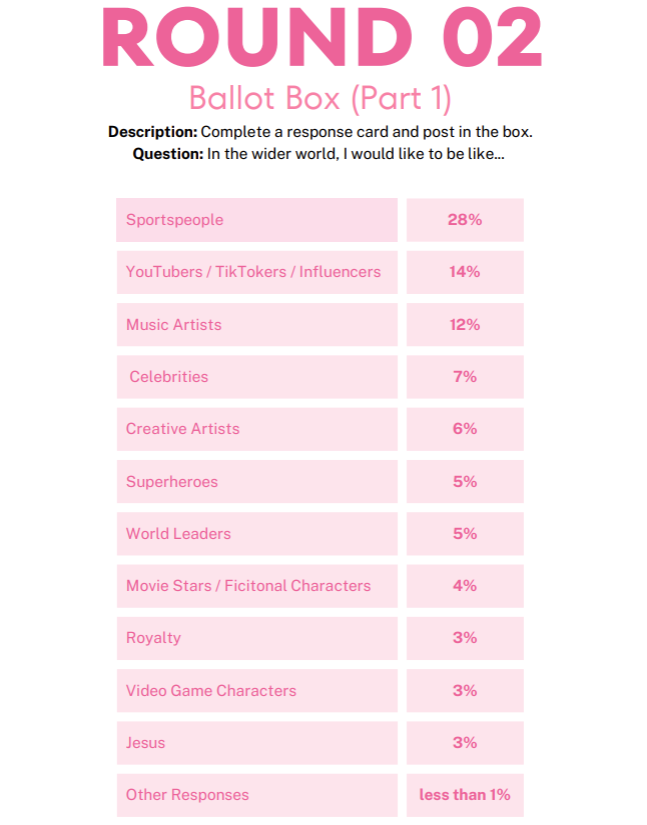 ROUND 02
Ballot Box (Part 1)
Description: Complete a response card and post in the box.
Question: In the wider world, I would like to be like...
Sportspeople 28%
YouTubers / TikTokers / Influencers 14%
Music Artists 12%
Celebrities 7%
Creative Artists 6%
Superheroes 5%
World Leaders 5%
Movie Stars / Ficitonal Characters 4%
Royalty 3%
Video Game Characters 3%
Jesus 3%
Other Responses less than 1%